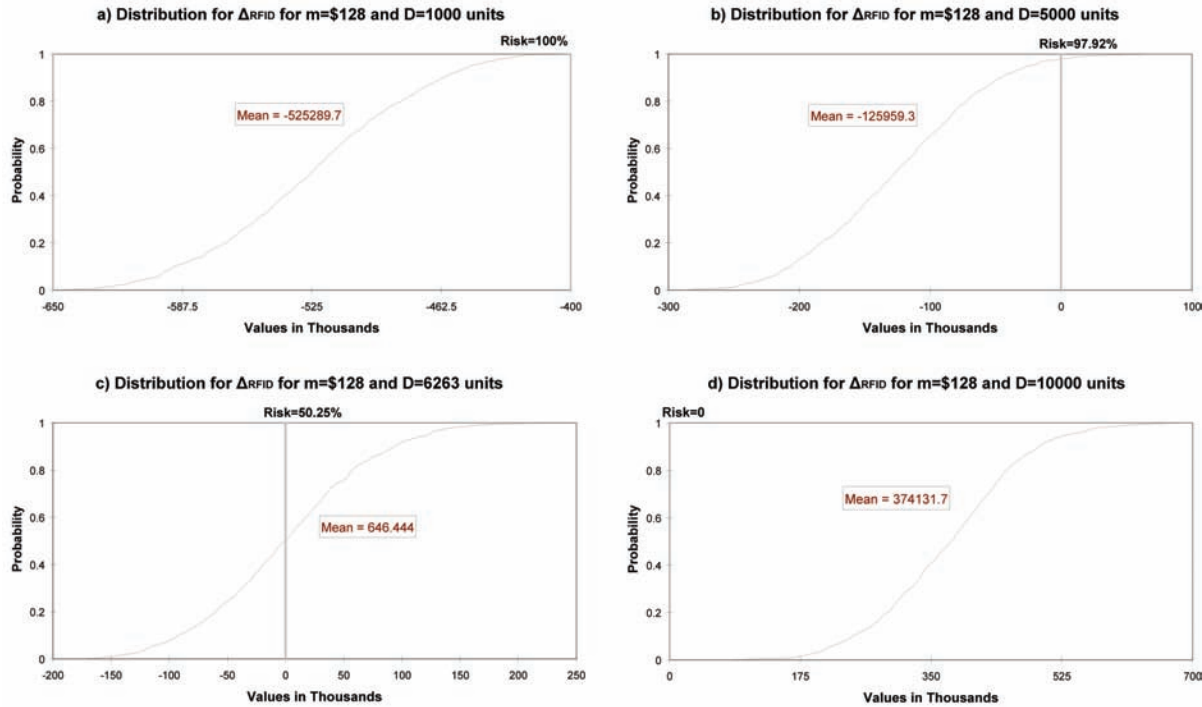 a) Distribution for ΔRFID for m=$128 and D=1000 units
Risk=100%
1
0.8
0.6
0.4
0.2
0
Probability
Mean = -525289.7
-650 -587.5 -525 -462.5 -400
Values in Thousands
b) Distribution for ΔRFID for m=$128 and D=5000 units
Risk=97.92%
1
0.8
0.6
0.4
0.2
0
Probability
Mean = -125959.3
-300 -200 -100 0 100
Values in Thousands
c) Distribution for ΔRFID for m=$128 and D=6263 units
Risk=50.25%
1
0.8
0.6
0.4
0.2
0
Probability
Mean = 646.444
-200 -150 -100 -50 0 50 100 150 200 250
Values in Thousands
d) Distribution for ΔRFID for m=$128 and D=10000 units
Risk=0
1
0.8
0.6
0.4
0.2
0
Probability
Mean = 374131.7
0 175 350 525 700
Values in Thousands